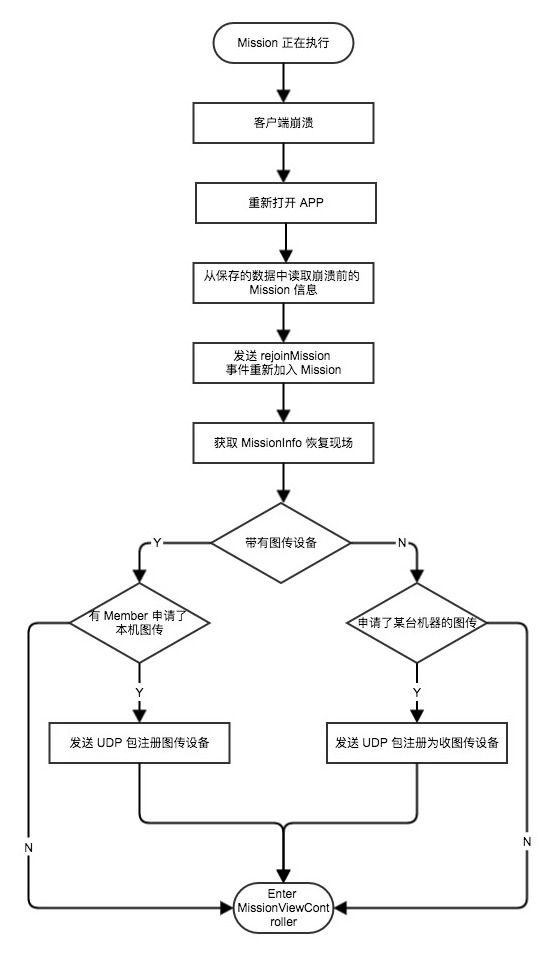 Mission 正在执行
客户端崩溃
重新打开 APP
从保存的数据中读取崩溃前的
Mission 信息
发送 rejoinMission
事件重新加入 Mission
获取 MissionInfo 恢复现场
带有图传设备
Y
N
有 Member 申请了
本机图传
申请了某台机器的图传
Y
Y
发送 UDP 包注册图传设备
发送 UDP 包注册为收图传设备
N
N
Enter
MissionViewCont
roller